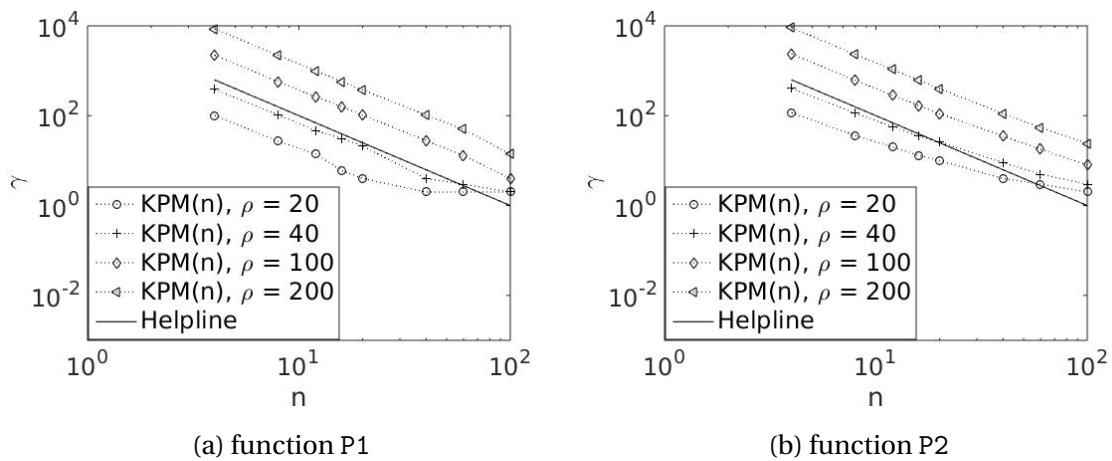 10^4
10^2
10^0
10^-2
γ
KPM(n), ρ = 20
KPM(n), ρ = 40
KPM(n), ρ = 100
KPM(n), ρ = 200
Helpline
10^0
10^1
10^2
n
(a) function P1
10^4
10^2
10^0
10^-2
γ
KPM(n), ρ = 20
KPM(n), ρ = 40
KPM(n), ρ = 100
KPM(n), ρ = 200
Helpline
10^0
10^1
10^2
n
(b) function P2